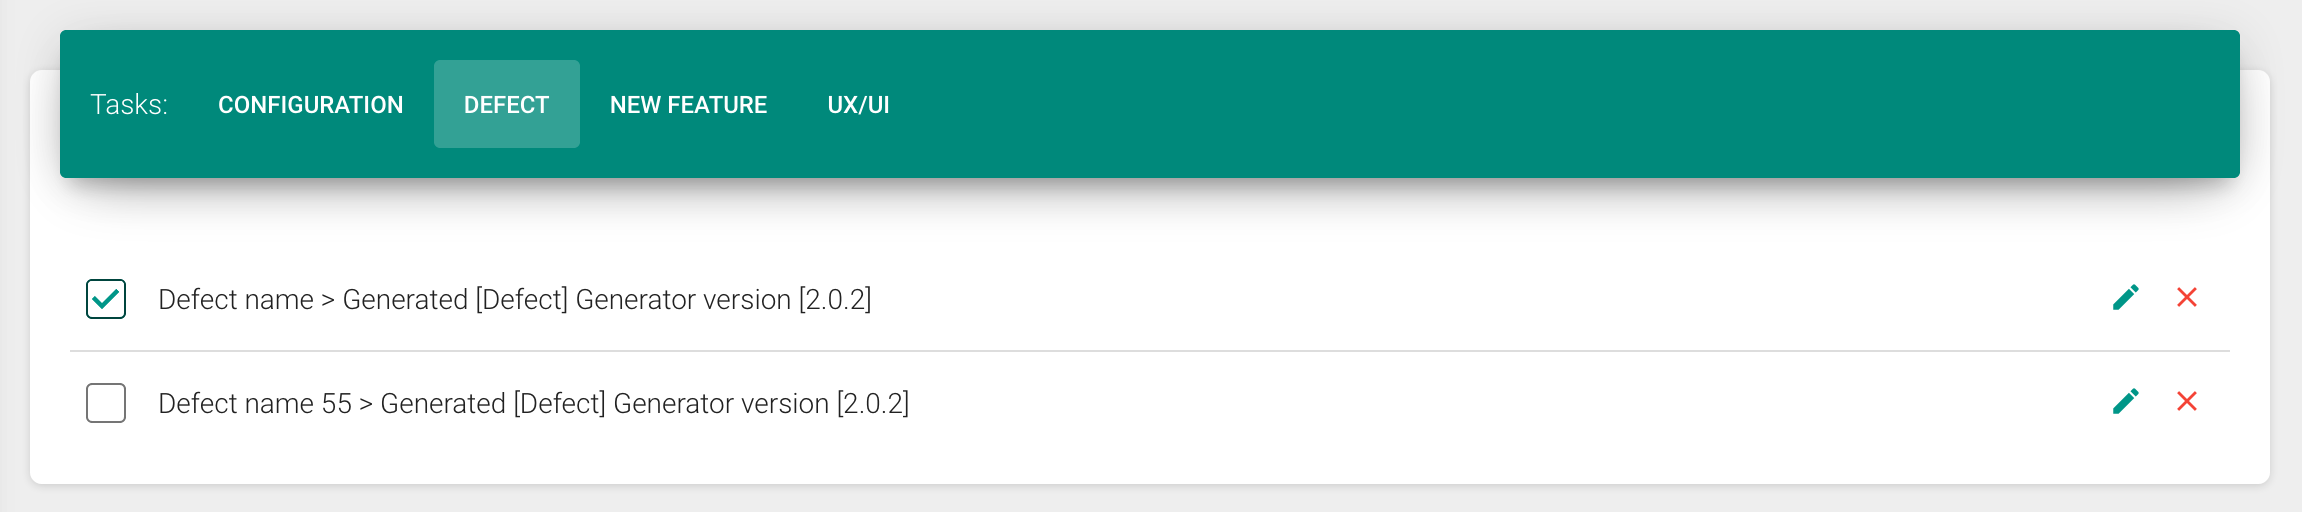 Tasks: CONFIGURATION DEFECT NEW FEATURE UX/UI
Defect name > Generated [Defect] Generator version [2.0.2]
Defect name 55 > Generated [Defect] Generator version [2.0.2]